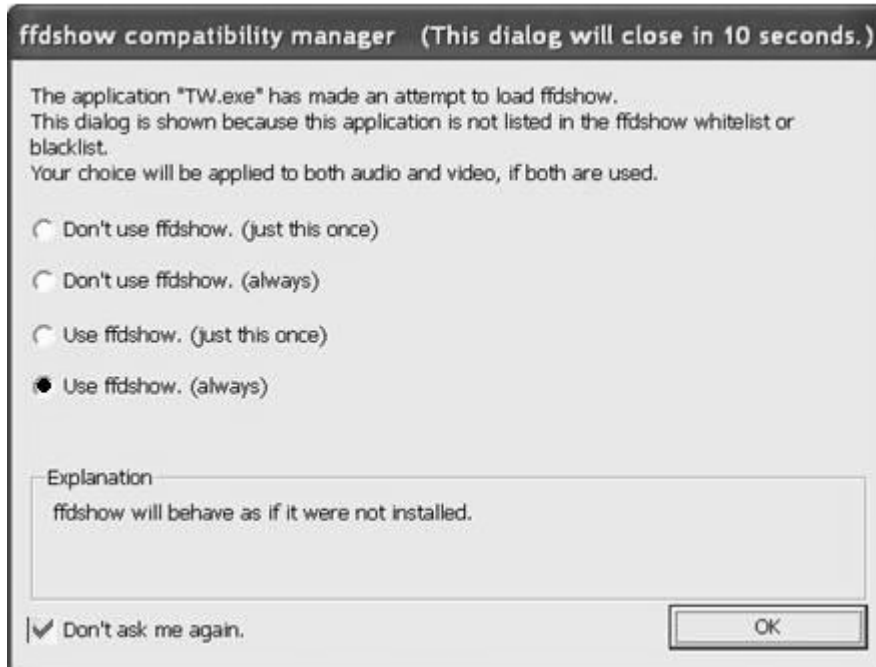 ffdshow compatibility manager (This dialog will close in 10 seconds.)
The application "TW.exe" has made an attempt to load ffdshow.
This dialog is shown because this application is not listed in the ffdshow whitelist or
blacklist.
Your choice will be applied to both audio and video, if both are used.
Don't use ffdshow. (just this once)
Don't use ffdshow. (always)
Use ffdshow. (just this once)
Use ffdshow. (always)
Explanation
ffdshow will behave as if it were not installed.
Don't ask me again.
OK